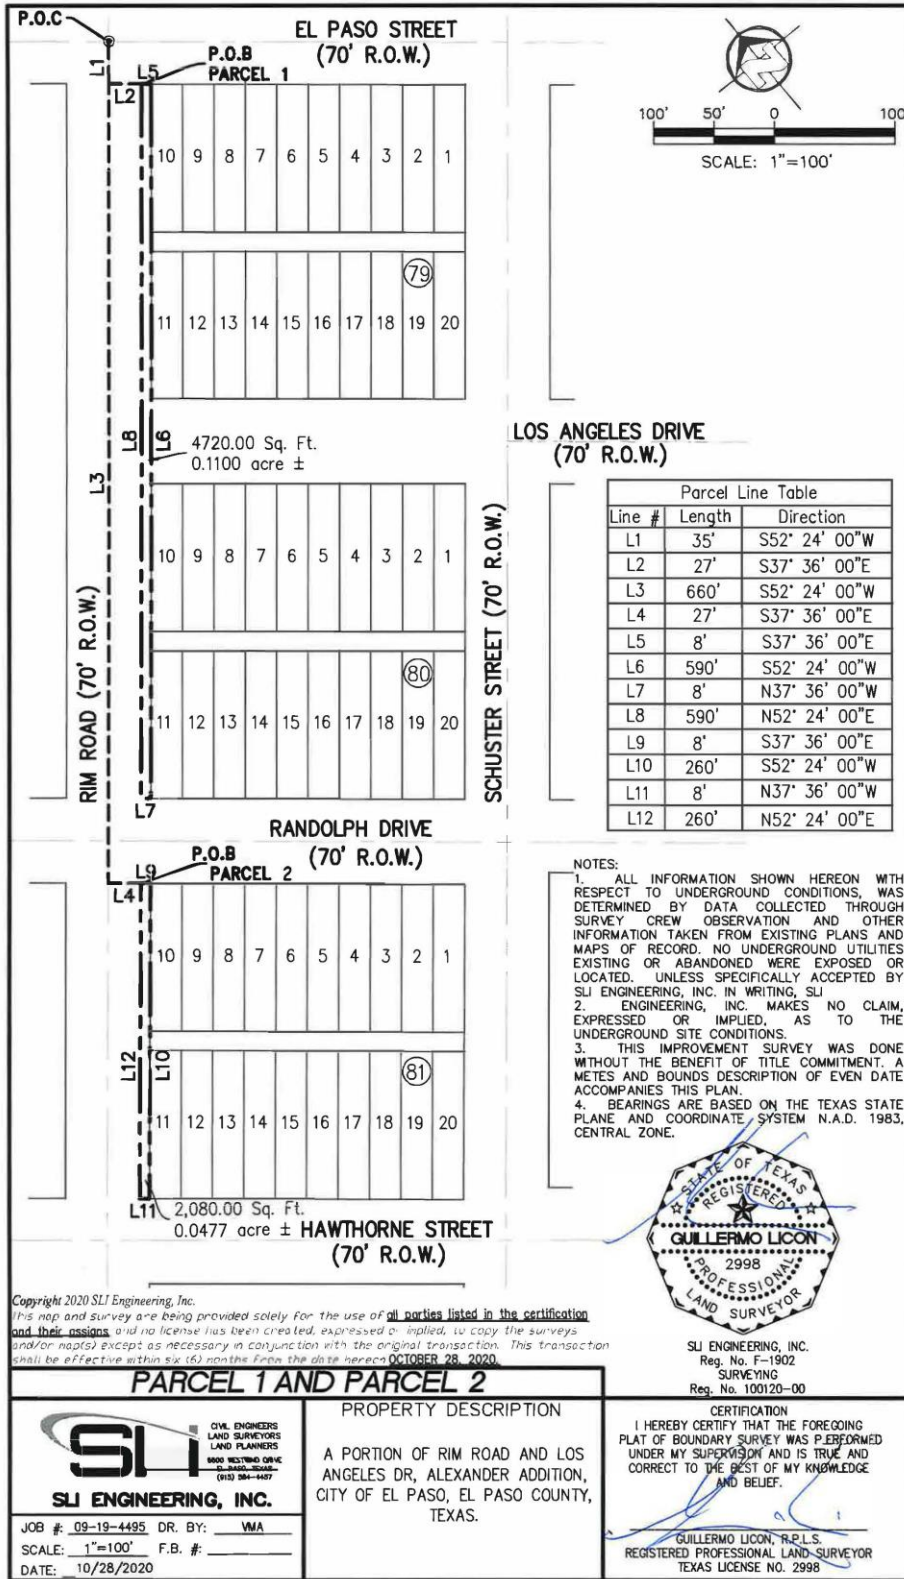 P.O.C
EL PASO STREET
(70' R.O.W.)
L1
L5
P.O.B
PARCEL 1
L2
100' 50' 0 100'
SCALE: 1"=100'
10 9 8 7 6 5 4 3 2 1
79
11 12 13 14 15 16 17 18 19 20
L3
L8
L6
4720.00 Sq. Ft.
0.1100 acre ±
LOS ANGELES DRIVE
(70' R.O.W.)
10 9 8 7 6 5 4 3 2 1
80
11 12 13 14 15 16 17 18 19 20
RIM ROAD (70' R.O.W.)
SCHUSTER STREET (70' R.O.W.)
L7
Parcel Line Table
Line # Length Direction
L1 35' S52° 24' 00"W
L2 27' S37° 36' 00"E
L3 660' S52° 24' 00"W
L4 27' S37° 36' 00"E
L5 8' S37° 36' 00"E
L6 590' S52° 24' 00"W
L7 8' N37° 36' 00"W
L8 590' N52° 24' 00"E
L9 8' S37° 36' 00"E
L10 260' S52° 24' 00"W
L11 8' N37° 36' 00"W
L12 260' N52° 24' 00"E
RANDOLPH DRIVE
(70' R.O.W.)
L9
P.O.B
PARCEL 2
L4
10 9 8 7 6 5 4 3 2 1
81
L12
L10
11 12 13 14 15 16 17 18 19 20
L11
2,080.00 Sq. Ft.
0.0477 acre ±
HAWTHORNE STREET
(70' R.O.W.)
NOTES:
1. ALL INFORMATION SHOWN HEREON WITH
RESPECT TO UNDERGROUND CONDITIONS, WAS
DETERMINED BY DATA COLLECTED THROUGH
SURVEY CREW OBSERVATION AND OTHER
INFORMATION TAKEN FROM EXISTING PLANS AND
MAPS OF RECORD. NO UNDERGROUND UTILITIES
EXISTING OR ABANDONED WERE EXPOSED OR
LOCATED. UNLESS SPECIFICALLY ACCEPTED BY
SLI ENGINEERING, INC. IN WRITING, SLI
2. ENGINEERING, INC. MAKES NO CLAIM,
EXPRESSED OR IMPLIED, AS TO THE
UNDERGROUND SITE CONDITIONS.
3. THIS IMPROVEMENT SURVEY WAS DONE
WITHOUT THE BENEFIT OF TITLE COMMITMENT. A
METES AND BOUNDS DESCRIPTION OF EVEN DATE
ACCOMPANIES THIS PLAN.
4. BEARINGS ARE BASED ON THE TEXAS STATE
PLANE AND COORDINATE SYSTEM N.A.D. 1983,
CENTRAL ZONE.
STATE OF TEXAS
REGISTERED
GUILLERMO LICON
2998
PROFESSIONAL
LAND SURVEYOR
SLI ENGINEERING, INC.
Reg. No. F-1902
SURVEYING
Reg. No. 100120-00
Copyright 2020 SLI Engineering, Inc.
This map and survey are being provided solely for the use of all parties listed in the certification
and their assigns and no license has been created, expressed or implied, to copy the surveys
and/or map(s) except as necessary in conjunction with the original transaction. This transaction
shall be effective within six (6) months from the date hereon OCTOBER 28, 2020.
PARCEL 1 AND PARCEL 2
SLI
CIVIL ENGINEERS
LAND SURVEYORS
LAND PLANNERS
6600 WESTWIND DRIVE
EL PASO, TEXAS
(915) 584-4457
SLI ENGINEERING, INC.
JOB #: 09-19-4495 DR. BY: VMA
SCALE: 1"=100' F.B. #:
DATE: 10/28/2020
PROPERTY DESCRIPTION
A PORTION OF RIM ROAD AND LOS
ANGELES DR, ALEXANDER ADDITION,
CITY OF EL PASO, EL PASO COUNTY,
TEXAS.
CERTIFICATION
I HEREBY CERTIFY THAT THE FOREGOING
PLAT OF BOUNDARY SURVEY WAS PERFORMED
UNDER MY SUPERVISION AND IS TRUE AND
CORRECT TO THE BEST OF MY KNOWLEDGE
AND BELIEF.
GUILLERMO LICON, R.P.L.S.
REGISTERED PROFESSIONAL LAND SURVEYOR
TEXAS LICENSE NO. 2998